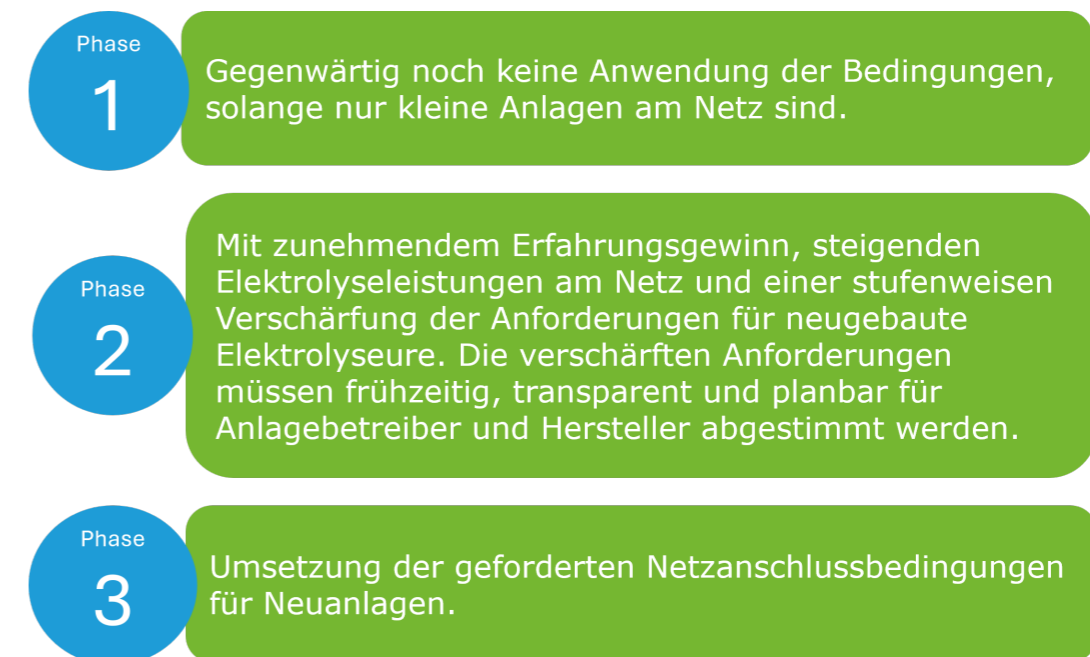 Phase
1
Gegenwärtig noch keine Anwendung der Bedingungen,
solange nur kleine Anlagen am Netz sind.
Phase
2
Mit zunehmendem Erfahrungsgewinn, steigenden
Elektrolyseleistungen am Netz und einer stufenweisen
Verschärfung der Anforderungen für neugebaute
Elektrolyseure. Die verschärften Anforderungen
müssen frühzeitig, transparent und planbar für
Anlagebetreiber und Hersteller abgestimmt werden.
Phase
3
Umsetzung der geforderten Netzanschlussbedingungen
für Neuanlagen.